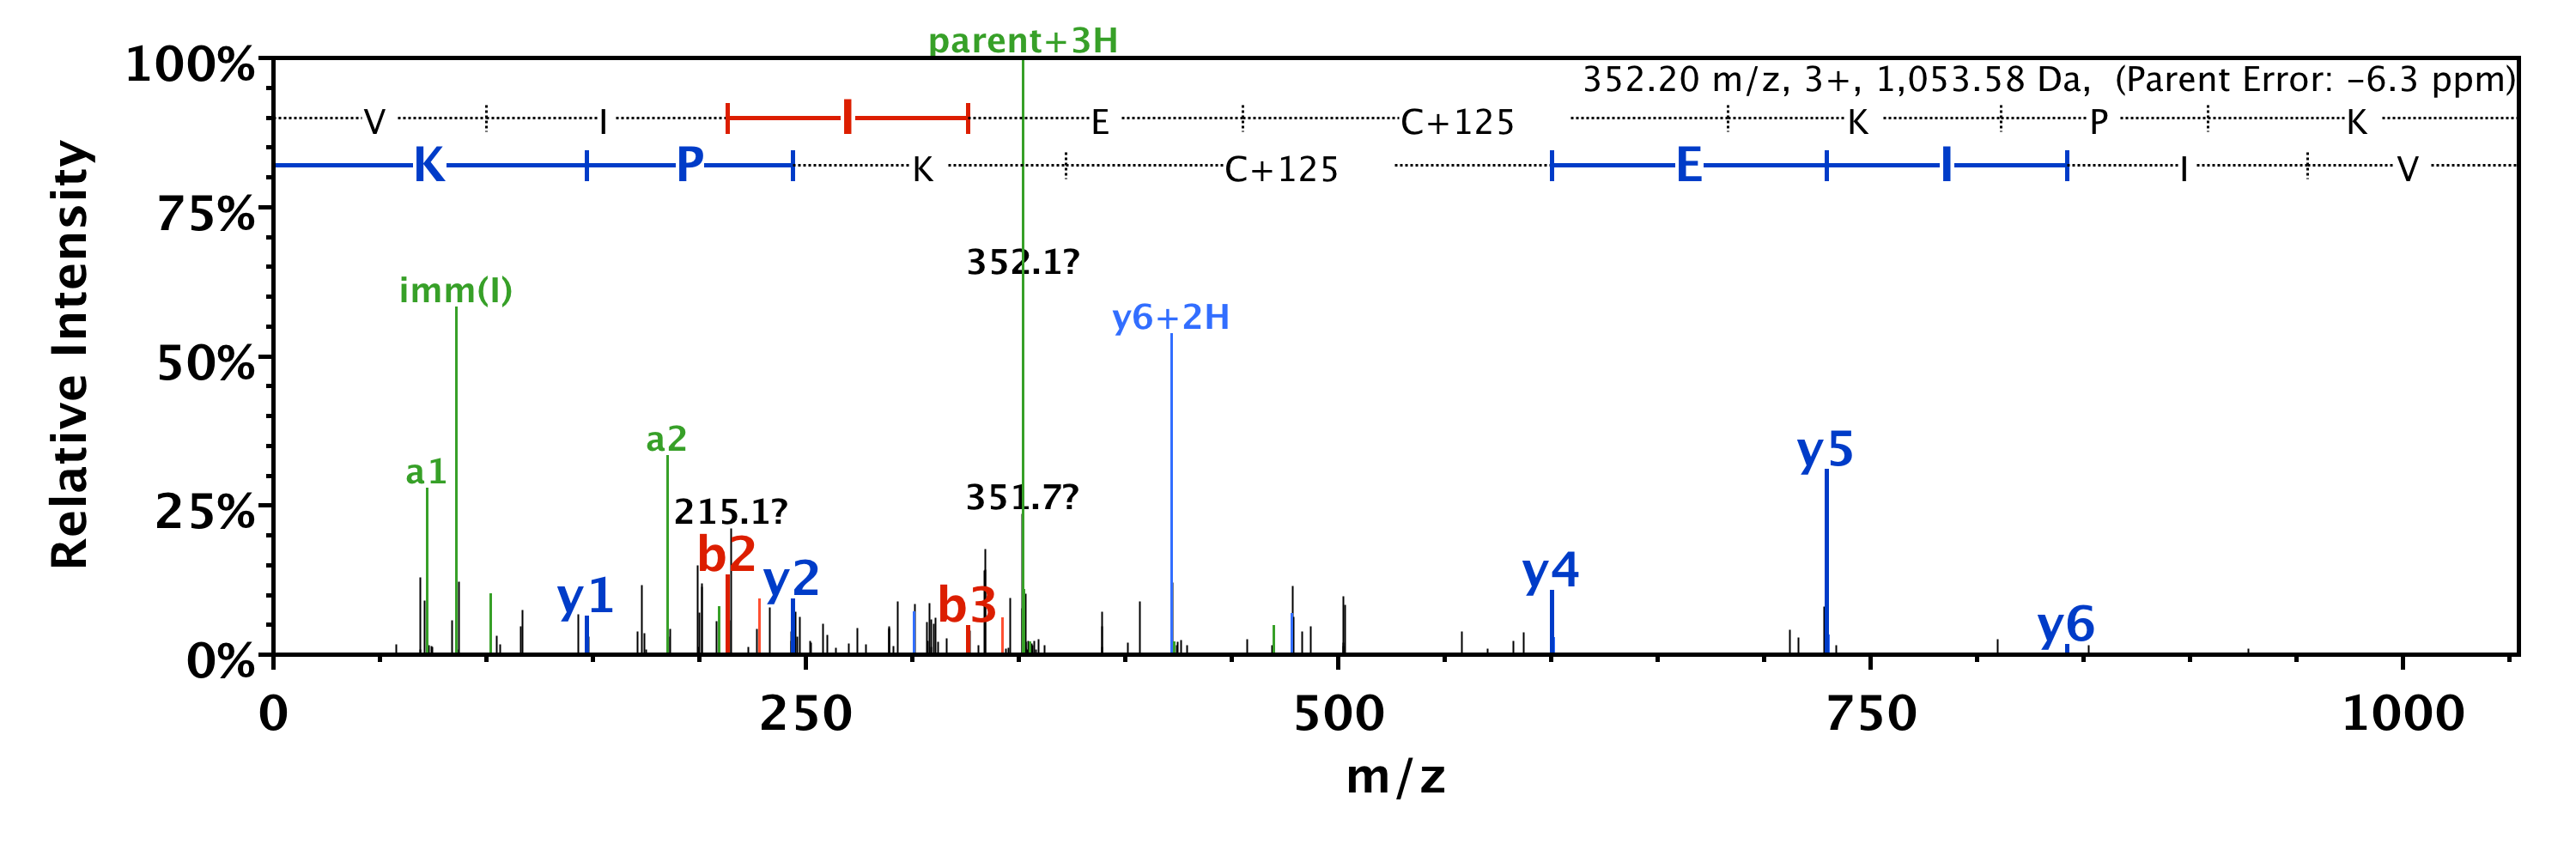 parent+3H
100%
352.20 m/z, 3+, 1,053.58 Da, (Parent Error: −6.3 ppm)
V I I E C+125 K P K
K P K C+125 E I I V
75%
352.1?
imm(I)
y6+2H
50%
a2
y5
a1
351.7?
215.1?
25%
b2
y4
y2
y1
b3
y6
0%
0 250 500 750 1000
m/z
Relative Intensity